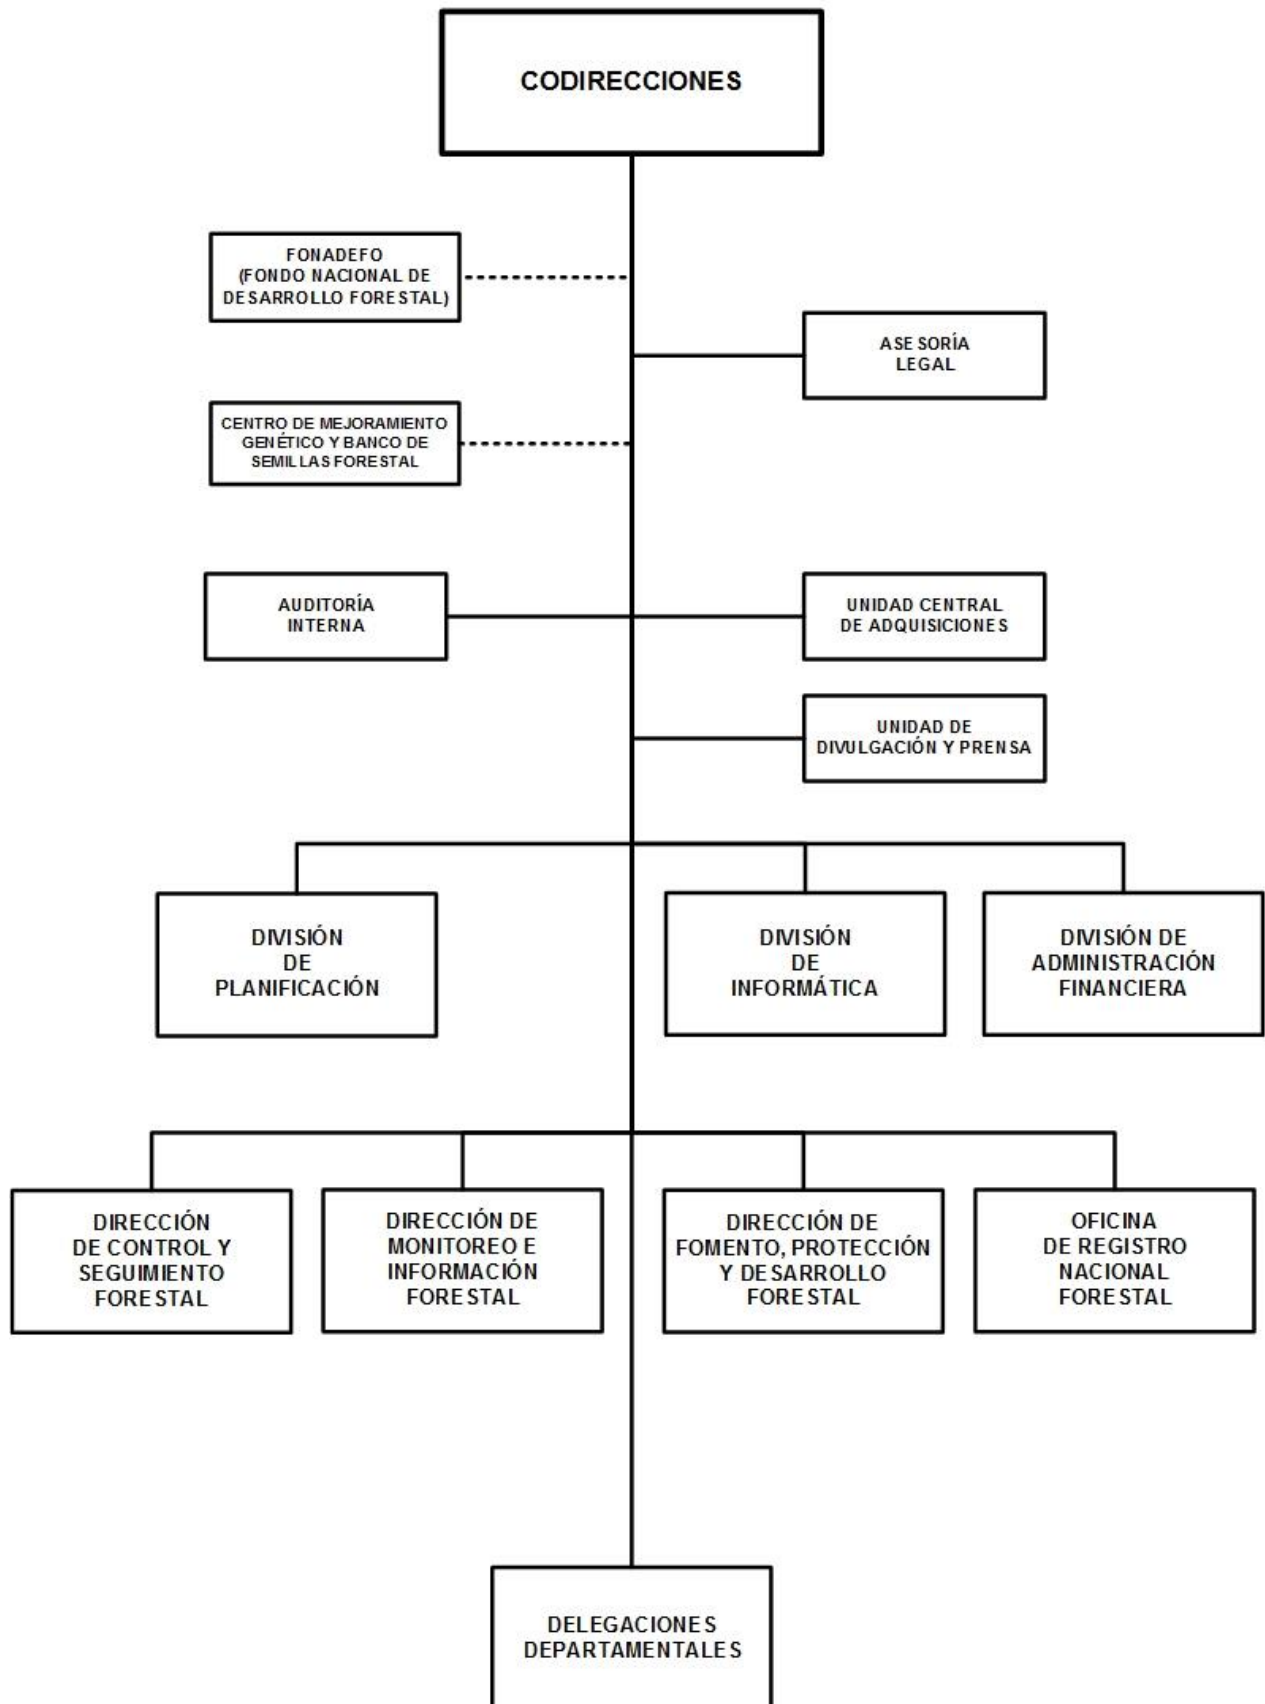 CODIRECCIONES
FONADEFO
(FONDO NACIONAL DE
DESARROLLO FORESTAL)
ASESORÍA
LEGAL
CENTRO DE MEJORAMIENTO
GENÉTICO Y BANCO DE
SEMILLAS FORESTAL
AUDITORÍA
INTERNA
UNIDAD CENTRAL
DE ADQUISICIONES
UNIDAD DE
DIVULGACIÓN Y PRENSA
DIVISIÓN
DE
PLANIFICACIÓN
DIVISIÓN
DE
INFORMÁTICA
DIVISIÓN DE
ADMINISTRACIÓN
FINANCIERA
DIRECCIÓN
DE CONTROL Y
SEGUIMIENTO
FORESTAL
DIRECCIÓN DE
MONITOREO E
INFORMACIÓN
FORESTAL
DIRECCIÓN DE
FOMENTO, PROTECCIÓN
Y DESARROLLO
FORESTAL
OFICINA
DE REGISTRO
NACIONAL
FORESTAL
DELEGACIONES
DEPARTAMENTALES